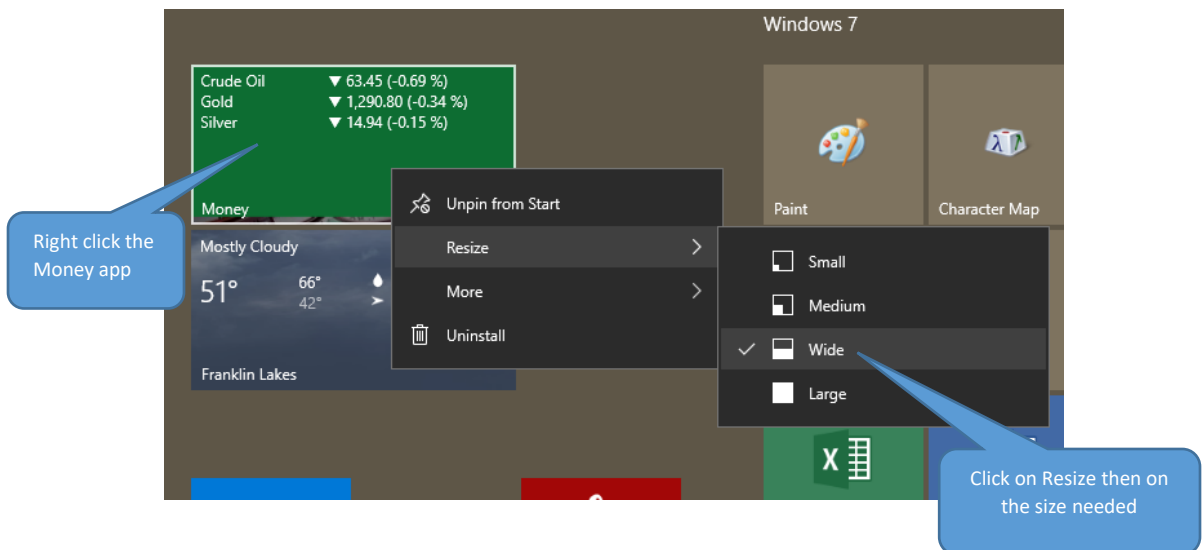 Windows 7
Crude Oil ▼ 63.45 (-0.69 %)
Gold ▼ 1,290.80 (-0.34 %)
Silver ▼ 14.94 (-0.15 %)
Money
Paint
Character Map
Right click the
Money app
Mostly Cloudy
51°
66°
42°
Franklin Lakes
Unpin from Start
Resize
More
Uninstall
Small
Medium
Wide
Large
X
Click on Resize then on
the size needed